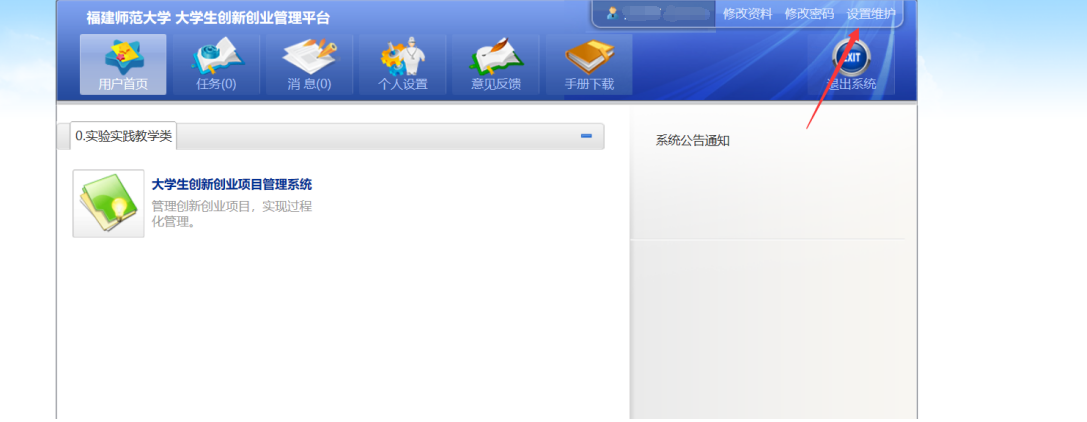 福建师范大学 大学生创新创业管理平台
修改资料 修改密码 设置维护
用户首页 任务(0) 消 息(0) 个人设置 意见反馈 手册下载 退出系统
EXIT
0.实验实践教学类
系统公告通知
大学生创新创业项目管理系统
管理创新创业项目，实现过程
化管理。